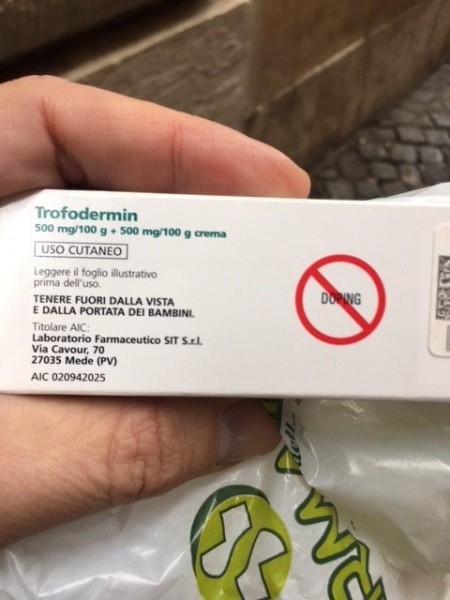 Trofodermin
500 mg/100 g + 500 mg/100 g crema
USO CUTANEO
Leggere il foglio illustrativo
prima dell'uso.
TENERE FUORI DALLA VISTA
E DALLA PORTATA DEI BAMBINI.
Titolare AIC:
Laboratorio Farmaceutico SIT S.r.l.
Via Cavour, 70
27035 Mede (PV)
AIC 020942025
DOPING